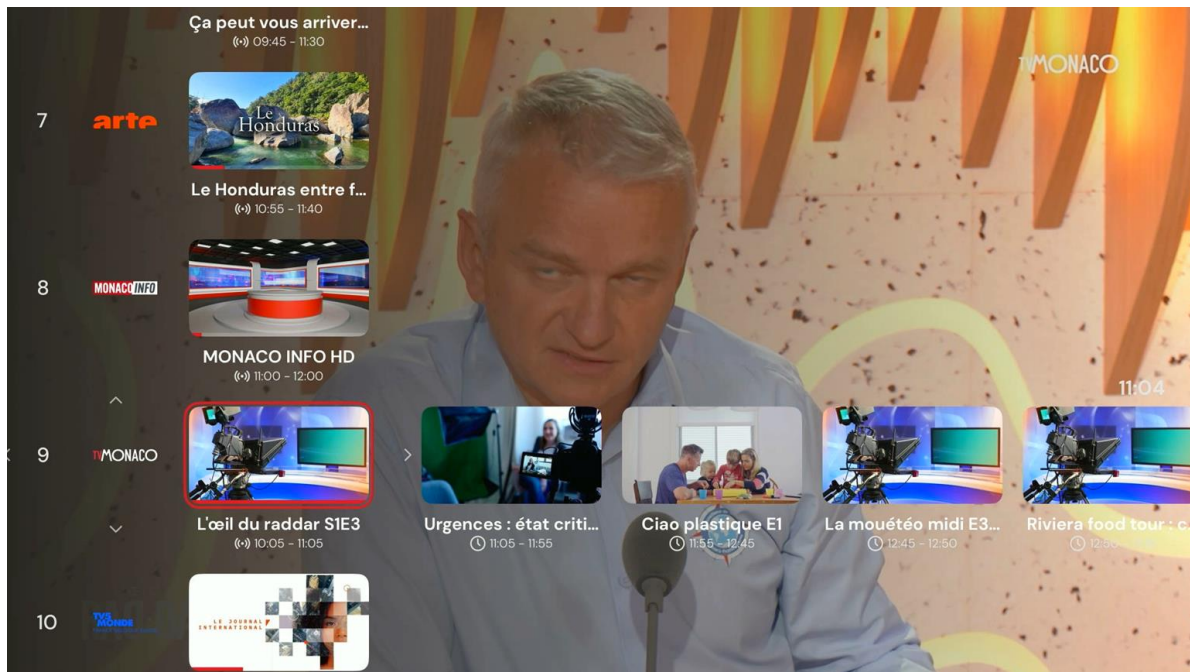 Ça peut vous arriver...
09:45 - 11:30
TVMONACO
7
arte
Le
Honduras
Le Honduras entre f...
10:55 - 11:40
8
MONACO INFO
MONACO INFO HD
11:00 - 12:00
11:04
9
TVMONACO
L'œil du raddar S1E3
10:05 - 11:05
Urgences : état criti...
11:05 - 11:55
Ciao plastique E1
11:55 - 12:45
La mouétéo midi E3...
12:45 - 12:50
Riviera food tour : c...
10
TV5
MONDE
LE JOURNAL
INTERNATIONAL